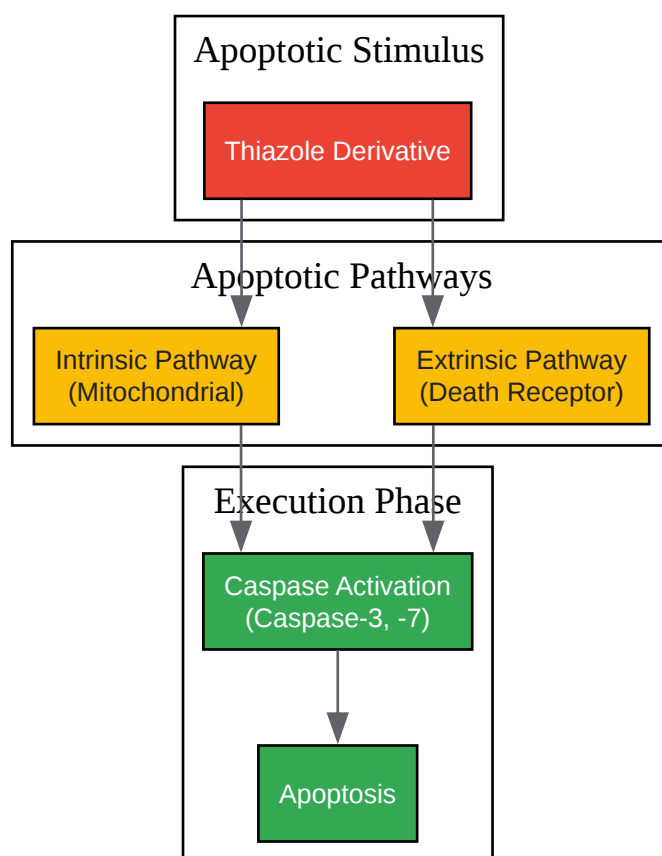 Apoptotic Stimulus
Thiazole Derivative
Apoptotic Pathways
Intrinsic Pathway
(Mitochondrial)
Extrinsic Pathway
(Death Receptor)
Execution Phase
Caspase Activation
(Caspase-3, -7)
Apoptosis